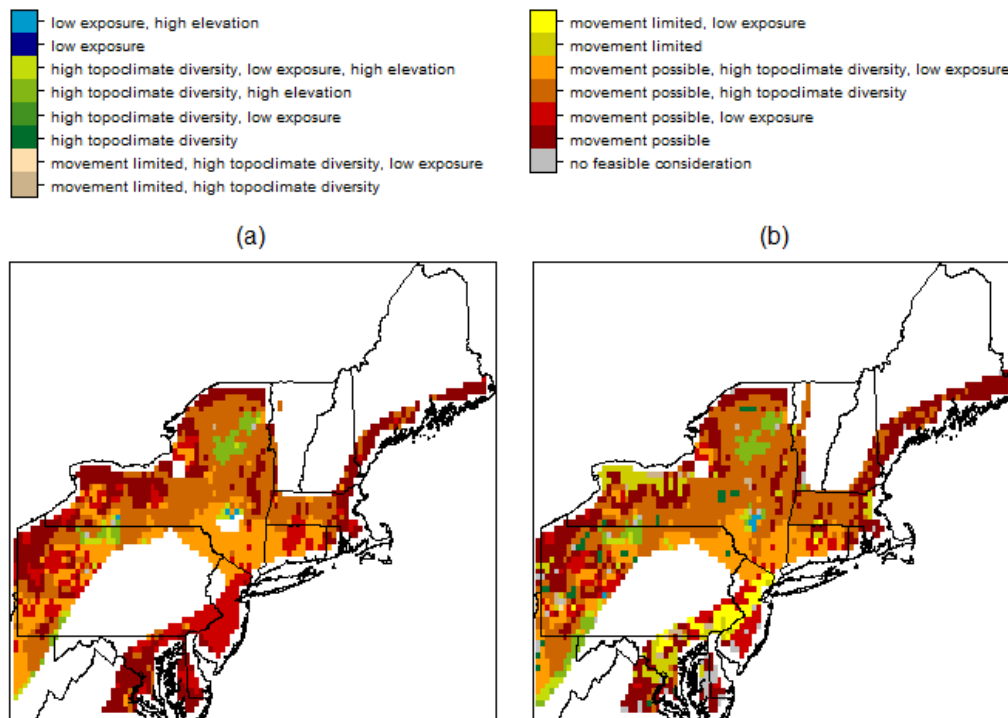 low exposure, high elevation
low exposure
high topoclimate diversity, low exposure, high elevation
high topoclimate diversity, high elevation
high topoclimate diversity, low exposure
high topoclimate diversity
movement limited, high topoclimate diversity, low exposure
movement limited, high topoclimate diversity
movement limited, low exposure
movement limited
movement possible, high topoclimate diversity, low exposure
movement possible, high topoclimate diversity
movement possible, low exposure
movement possible
no feasible consideration
(a)
(b)